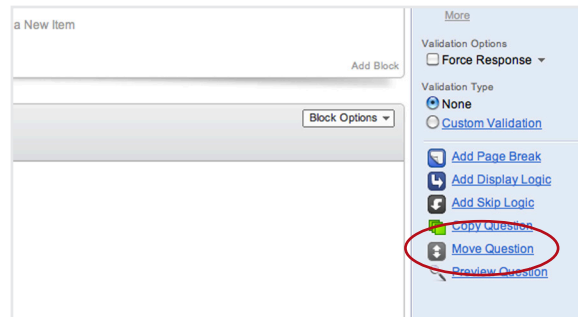 a New Item
Add Block
Block Options
More
Validation Options
Force Response
Validation Type
None
Custom Validation
Add Page Break
Add Display Logic
Add Skip Logic
Copy Question
Move Question
Preview Question